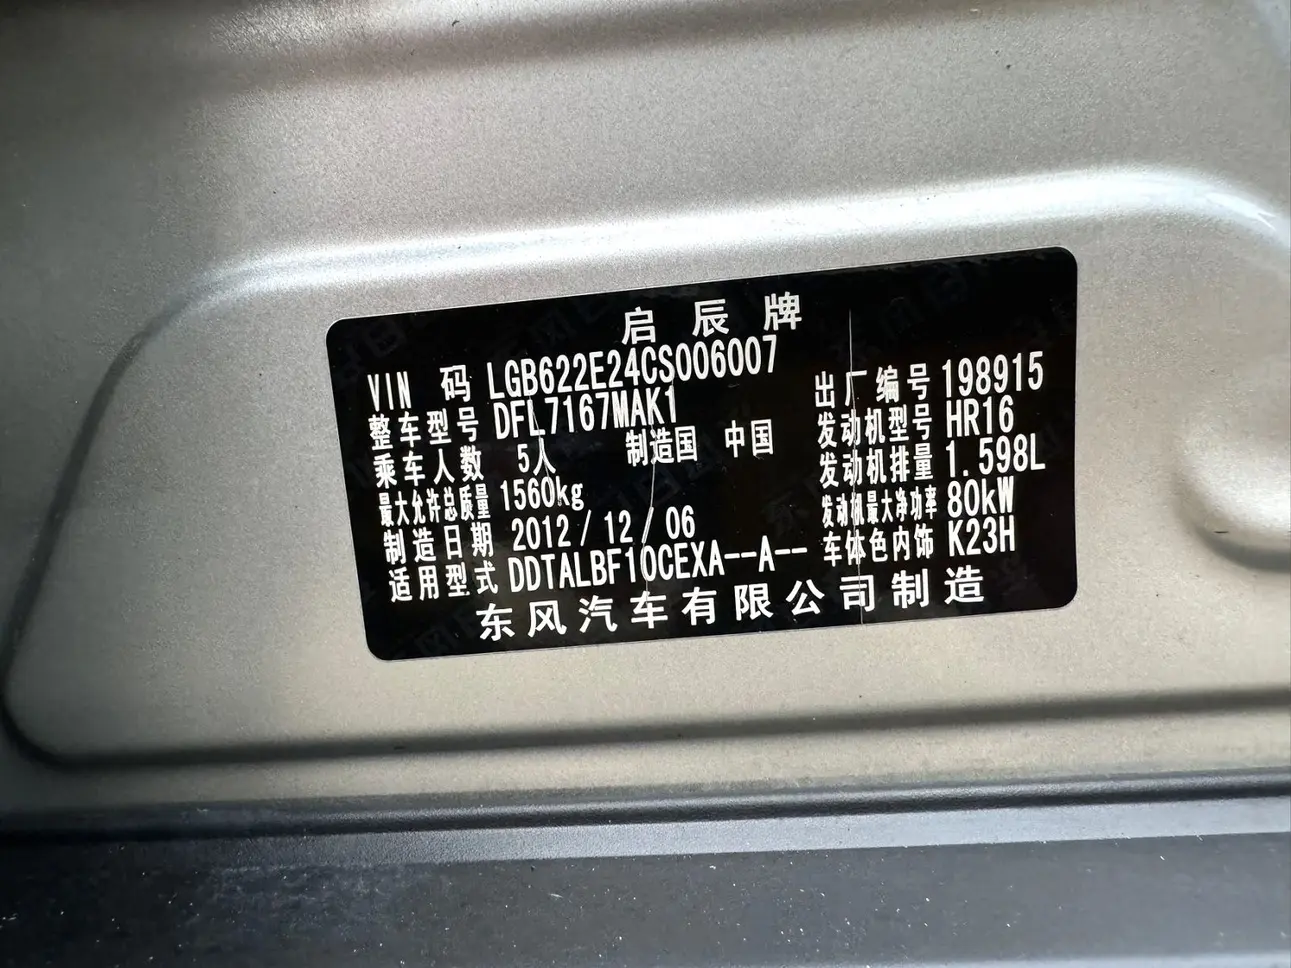 启辰牌
VIN 码 LGB622E24CS006007 出厂编号 198915
整车型号 DFL7167MAK1 发动机型号 HR16
乘车人数 5人 制造国 中国 发动机排量 1.598L
最大允许总质量 1560kg 发动机最大净功率 80kW
制造日期 2012/12/06 车体色内饰 K23H
适用型式 DDTALBF10CEXA--A--
东风汽车有限公司制造